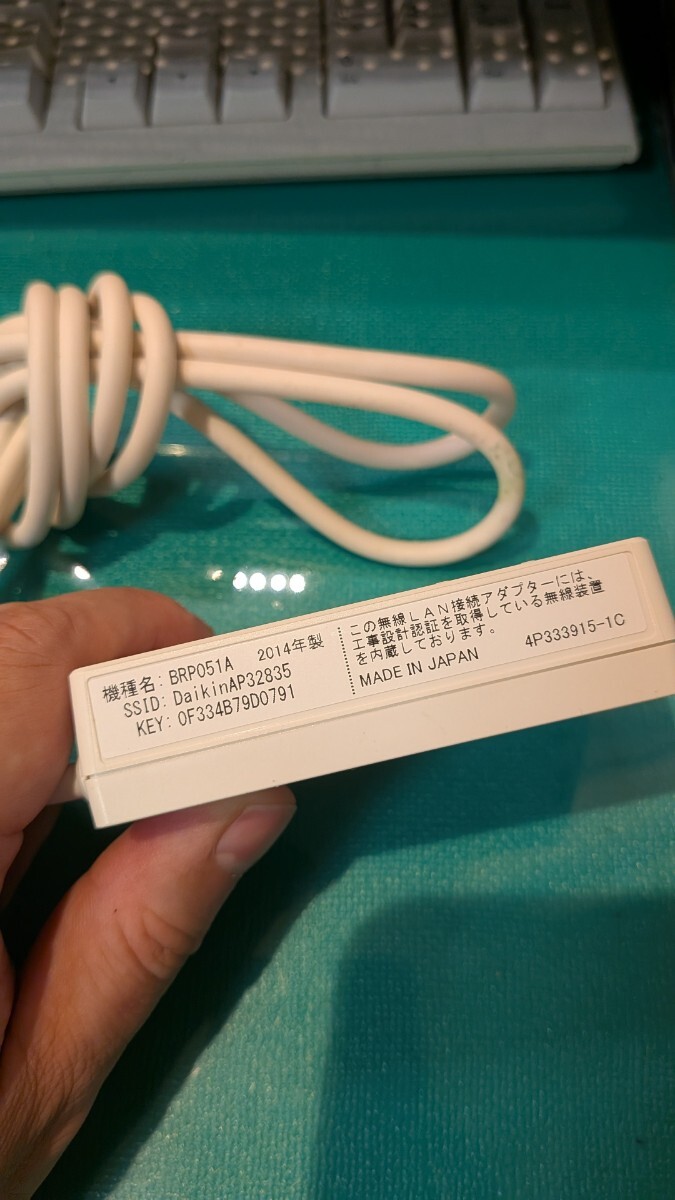 機種名: BRP051A 2014年製
SSID: DaikinAP32835
KEY: 0F334B79D0791
この無線LAN接続アダプターには、
工事設計認証を取得している無線装置
を内蔵しております。
MADE IN JAPAN 4P333915-1C